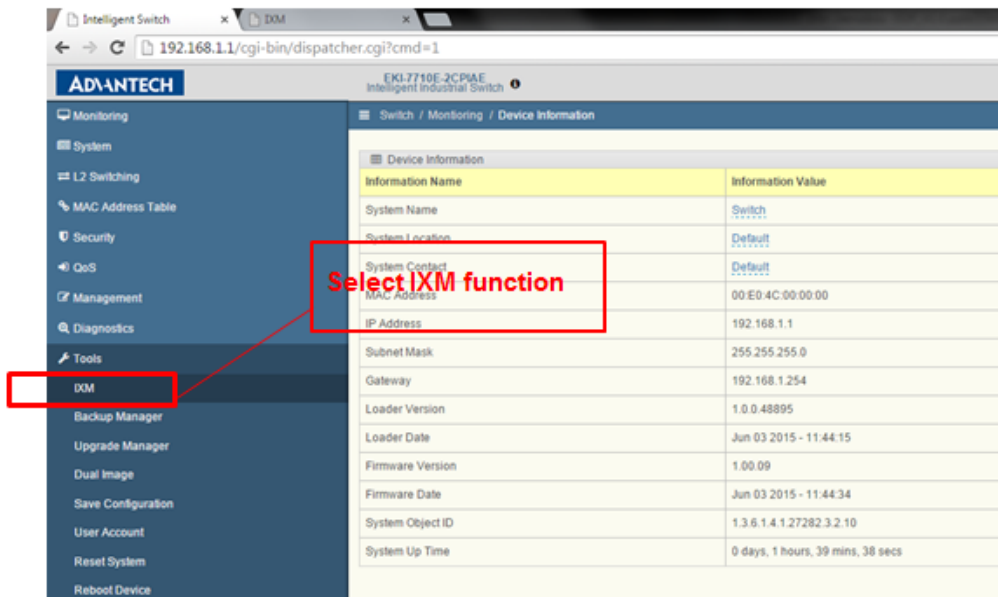 Intelligent Switch
IXM
192.168.1.1/cgi-bin/dispatcher.cgi?cmd=1
ADVANTECH
EKI-7710E-2CPIAE
Intelligent Industrial Switch
Monitoring
System
L2 Switching
MAC Address Table
Security
QoS
Management
Diagnostics
Tools
IXM
Backup Manager
Upgrade Manager
Dual Image
Save Configuration
User Account
Reset System
Reboot Device
Switch / Montioring / Device Information
Device Information
Information Name Information Value
System Name Switch
System Location Default
System Contact Default
Select IXM function
MAC Address 00:E0:4C:00:00:00
IP Address 192.168.1.1
Subnet Mask 255.255.255.0
Gateway 192.168.1.254
Loader Version 1.0.0.48895
Loader Date Jun 03 2015 - 11:44:15
Firmware Version 1.00.09
Firmware Date Jun 03 2015 - 11:44:34
System Object ID 1.3.6.1.4.1.27282.3.2.10
System Up Time 0 days, 1 hours, 39 mins, 38 secs